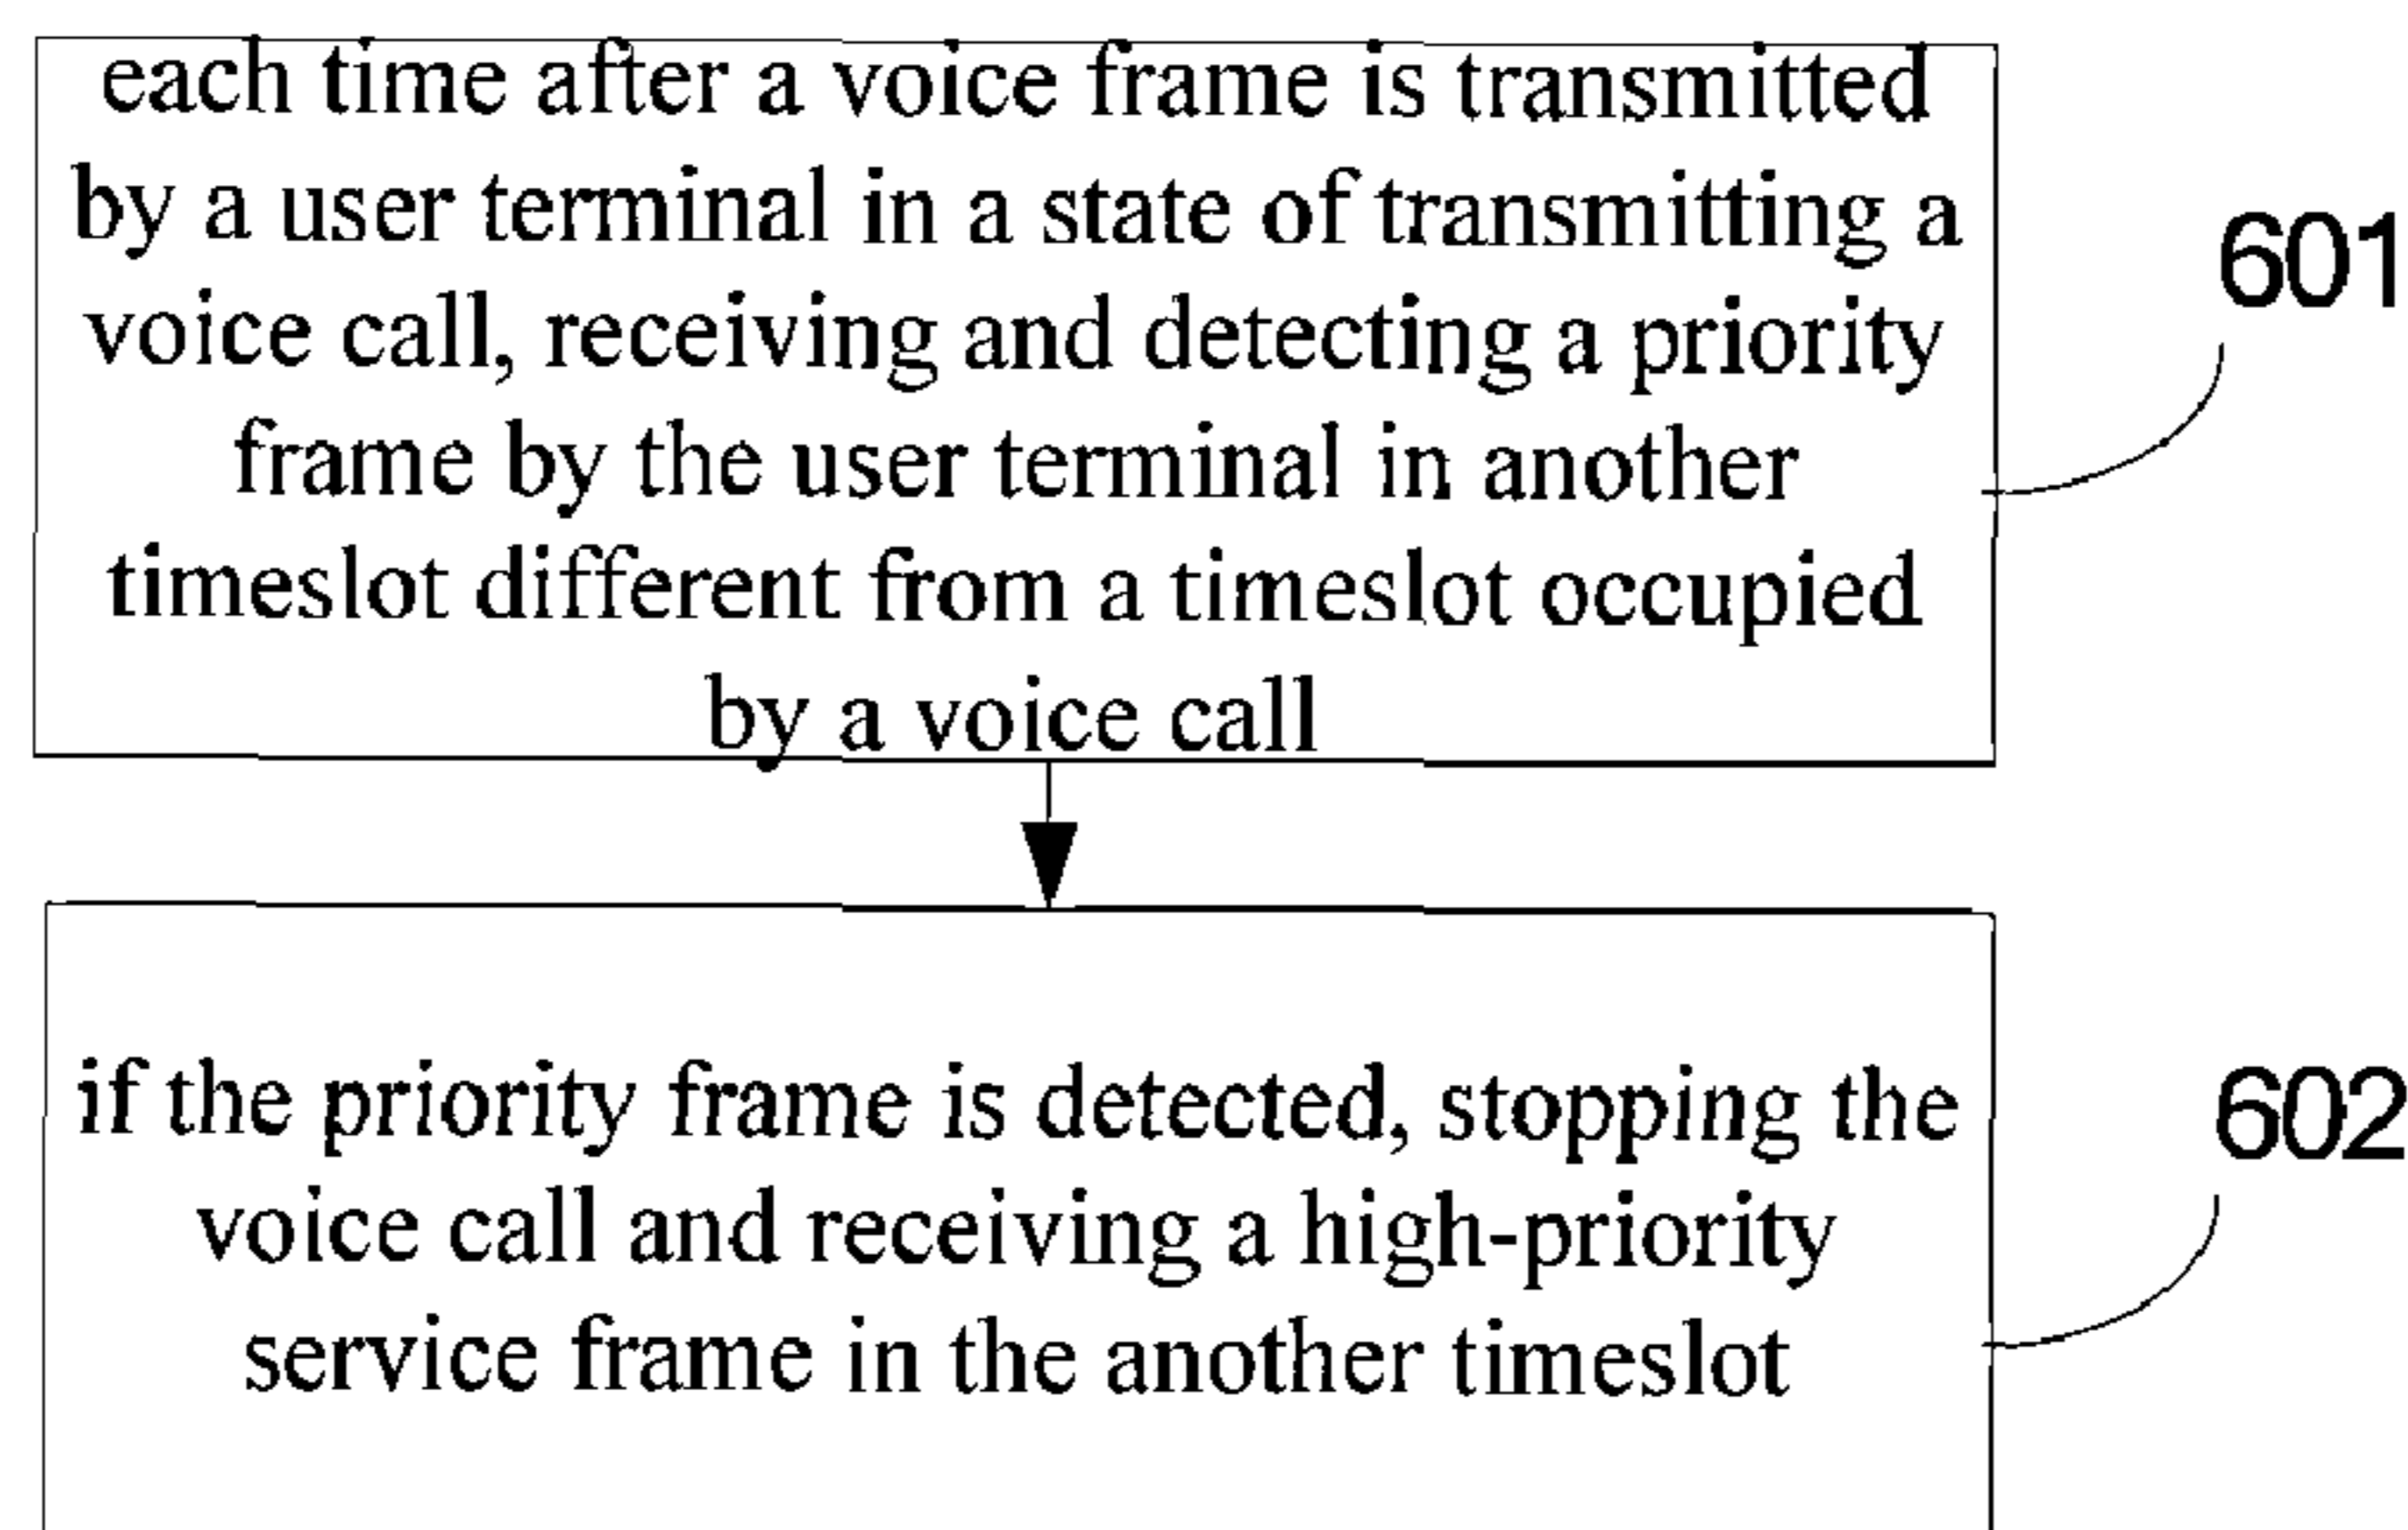 each time after a voice frame is transmitted
by a user terminal in a state of transmitting a
voice call, receiving and detecting a priority
frame by the user terminal in another
timeslot different from a timeslot occupied
by a voice call
601
if the priority frame is detected, stopping the
voice call and receiving a high-priority
service frame in the another timeslot
602